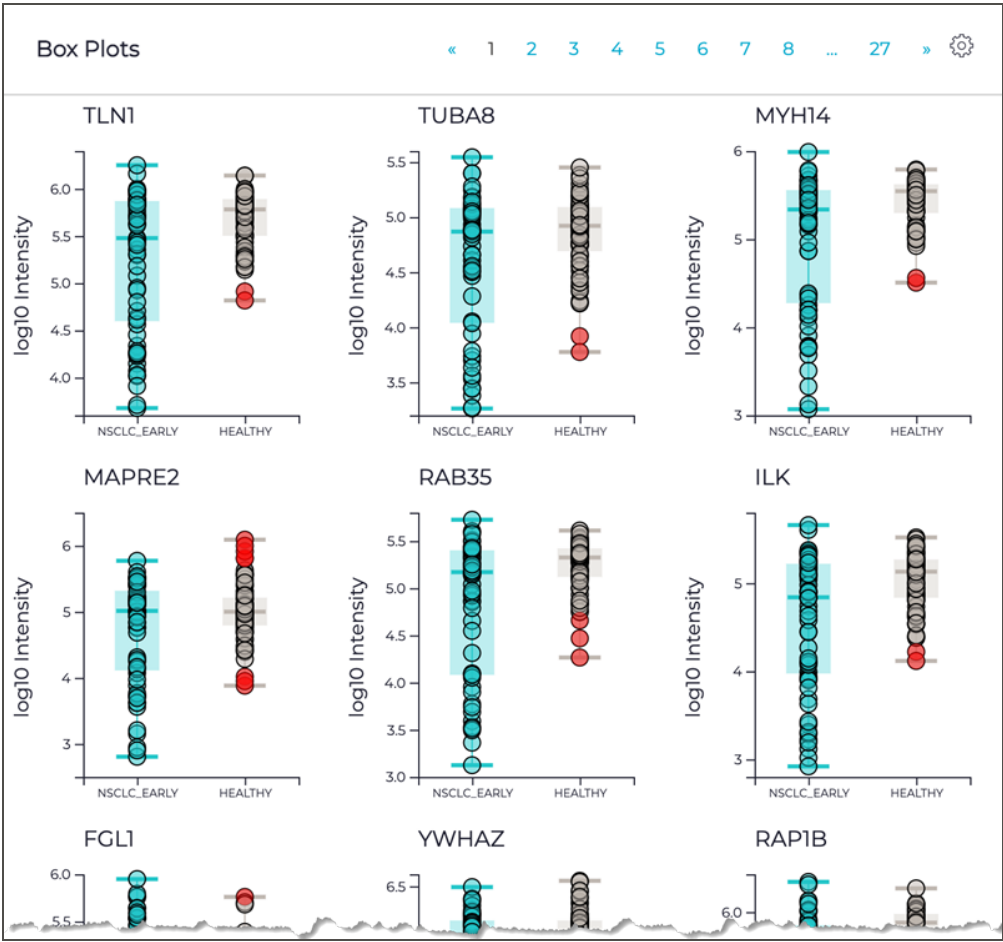 Box Plots « 1 2 3 4 5 6 7 8 ... 27 »
TLN1 TUBA8 MYH14
log10 Intensity
6.0
5.5
5.0
4.5
4.0
NSCLC_EARLY HEALTHY
log10 Intensity
5.5
5.0
4.5
4.0
3.5
NSCLC_EARLY HEALTHY
log10 Intensity
6
5
4
3
NSCLC_EARLY HEALTHY
MAPRE2 RAB35 ILK
log10 Intensity
6
5
4
3
NSCLC_EARLY HEALTHY
log10 Intensity
5.5
5.0
4.5
4.0
3.5
3.0
NSCLC_EARLY HEALTHY
log10 Intensity
5
4
3
NSCLC_EARLY HEALTHY
FGL1 YWHAZ RAP1B
6.0
5.5
6.5
6.0